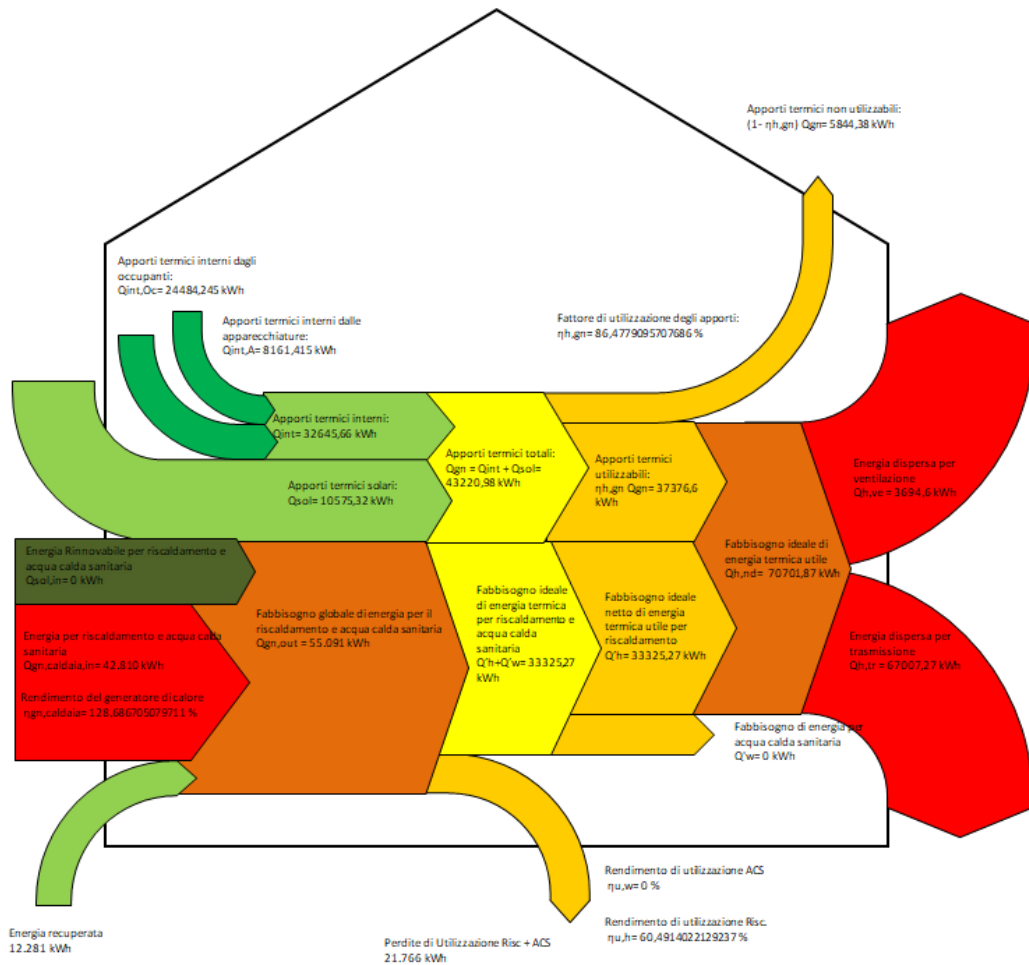 Apporti termici non utilizzabili:
(1- ηh,gn) Qgn= 5844,38 kWh
Apporti termici interni dagli
occupanti:
Qint,Oc= 24484,245 kWh
Apporti termici interni dalle
apparecchiature:
Qint,A= 8161,415 kWh
Fattore di utilizzazione degli apporti:
ηh,gn= 86,4779095707686 %
Apporti termici interni:
Qint= 32645,66 kWh
Apporti termici solari:
Qsol= 10575,32 kWh
Apporti termici totali:
Qgn = Qint + Qsol=
43220,98 kWh
Apporti termici
utilizzabili:
ηh,gn Qgn= 37376,6
kWh
Energia dispersa per
ventilazione
Qh,ve= 3694,6 kWh
Energia Rinnovabile per riscaldamento e
acqua calda sanitaria
Qsol,in= 0 kWh
Fabbisogno globale di energia per il
riscaldamento e acqua calda sanitaria
Qgn,out = 55.091 kWh
Fabbisogno ideale
di energia termica
per riscaldamento e
acqua calda
sanitaria
Q'h+Q'w= 33325,27
kWh
Fabbisogno ideale
netto di energia
termica utile per
riscaldamento
Q'h= 33325,27 kWh
Fabbisogno ideale di
energia termica utile
Qh,nd= 70701,87 kWh
Energia per riscaldamento e acqua calda
sanitaria
Qgn,caldaia,in= 42.810 kWh
Rendimento del generatore di calore
ηgn,caldaia= 128,686705079711 %
Energia dispersa per
trasmissione
Qh,tr= 67007,27 kWh
Fabbisogno di energia per
acqua calda sanitaria
Q'w= 0 kWh
Rendimento di utilizzazione ACS
ηu,w= 0 %
Rendimento di utilizzazione Risc.
ηu,h= 60,4914022129237 %
Energia recuperata
12.281 kWh
Perdite di Utilizzazione Risc + ACS
21.766 kWh